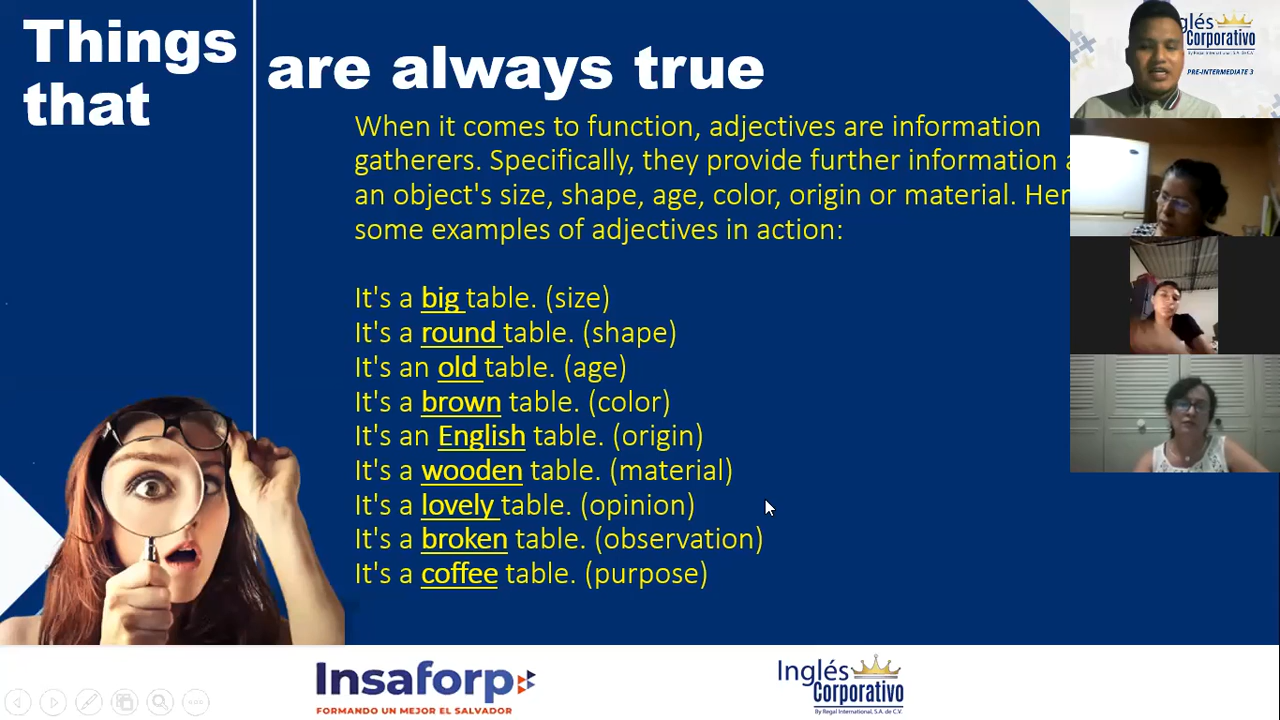 Things
that
are always true
When it comes to function, adjectives are information
gatherers. Specifically, they provide further information
an object's size, shape, age, color, origin or material.
some examples of adjectives in action:
It's a big table. (size)
It's a round table. (shape)
It's an old table. (age)
It's a brown table. (color)
It's an English table. (origin)
It's a wooden table. (material)
It's a lovely table. (opinion)
It's a broken table. (observation)
It's a coffee table. (purpose)
Corporativo
By Regal International, S.A. de C.V.
PRE-INTERMEDIATE 3
Insaforp
FORMANDO UN MEJOR EL SALVADOR
Inglés
Corporativo
By Regal International, S.A. de C.V.